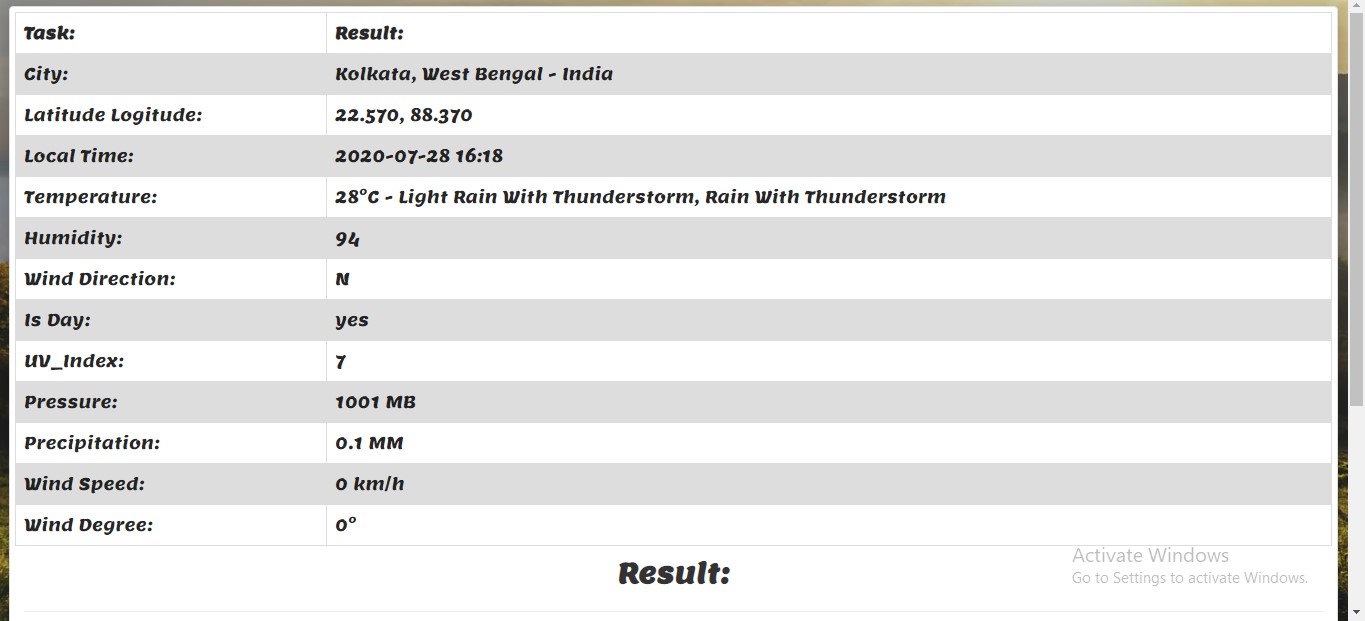 Task: Result:
City: Kolkata, West Bengal - India
Latitude Logitude: 22.570, 88.370
Local Time: 2020-07-28 16:18
Temperature: 28°C - Light Rain With Thunderstorm, Rain With Thunderstorm
Humidity: 94
Wind Direction: N
Is Day: yes
UV_Index: 7
Pressure: 1001 MB
Precipitation: 0.1 MM
Wind Speed: 0 km/h
Wind Degree: 0°
Result:
Activate Windows
Go to Settings to activate Windows.